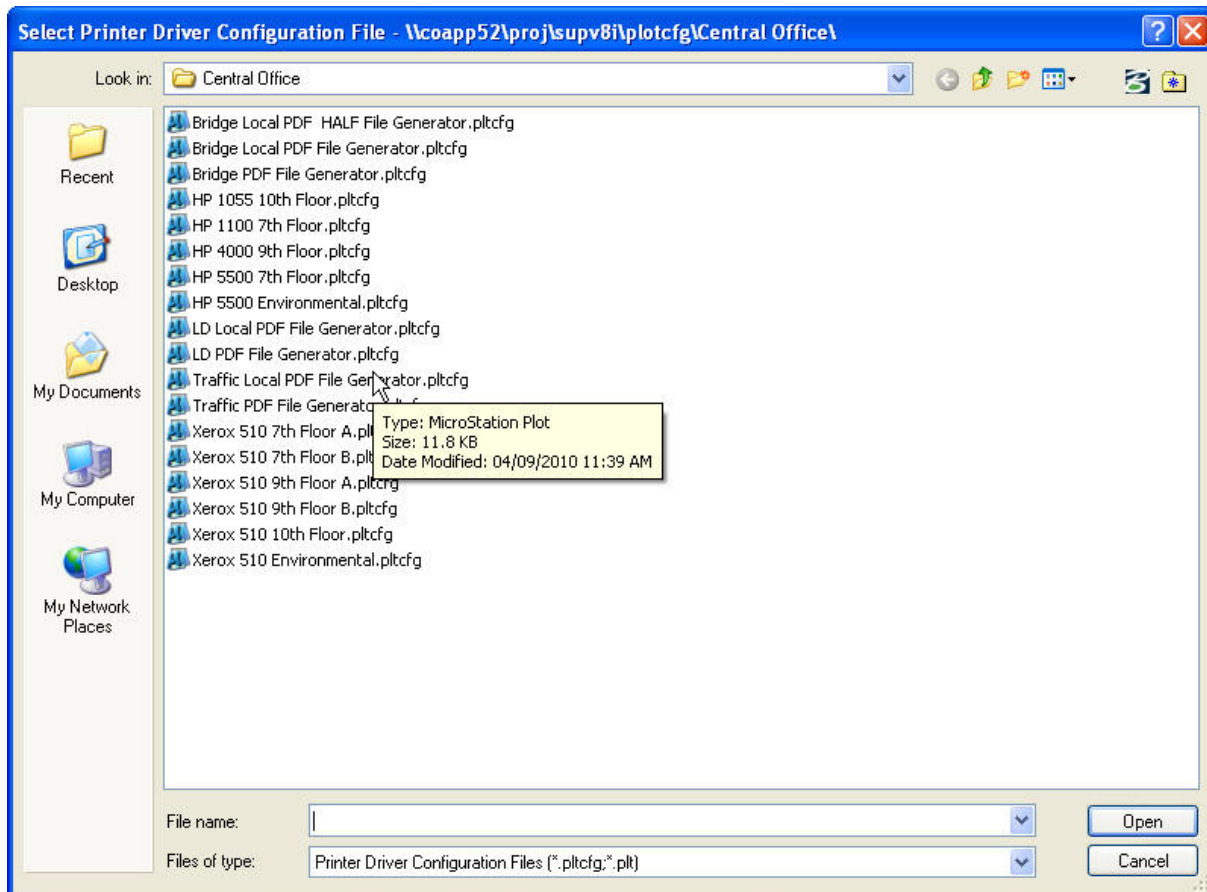 Select Printer Driver Configuration File - \\coapp52\proj\supv8i\plotcfg\Central Office\
Look in: Central Office
Recent
Desktop
My Documents
My Computer
My Network Places
Bridge Local PDF  HALF File Generator.pltcfg
Bridge Local PDF File Generator.pltcfg
Bridge PDF File Generator.pltcfg
HP 1055 10th Floor.pltcfg
HP 1100 7th Floor.pltcfg
HP 4000 9th Floor.pltcfg
HP 5500 7th Floor.pltcfg
HP 5500 Environmental.pltcfg
LD Local PDF File Generator.pltcfg
LD PDF File Generator.pltcfg
Traffic Local PDF File Generator.pltcfg
Traffic PDF File Generato
Xerox 510 7th Floor A.pl
Xerox 510 7th Floor B.plt
Xerox 510 9th Floor A.pltcfg
Xerox 510 9th Floor B.pltcfg
Xerox 510 10th Floor.pltcfg
Xerox 510 Environmental.pltcfg
Type: MicroStation Plot
Size: 11.8 KB
Date Modified: 04/09/2010 11:39 AM
File name:
Open
Files of type: Printer Driver Configuration Files (*.pltcfg;*.plt)
Cancel